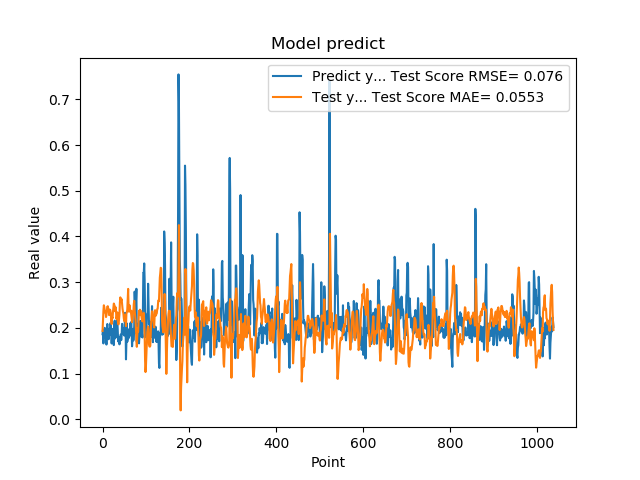 Model predict
Predict y... Test Score RMSE= 0.076
Test y... Test Score MAE= 0.0553
Real value
0.7
0.6
0.5
0.4
0.3
0.2
0.1
0.0
0 200 400 600 800 1000
Point